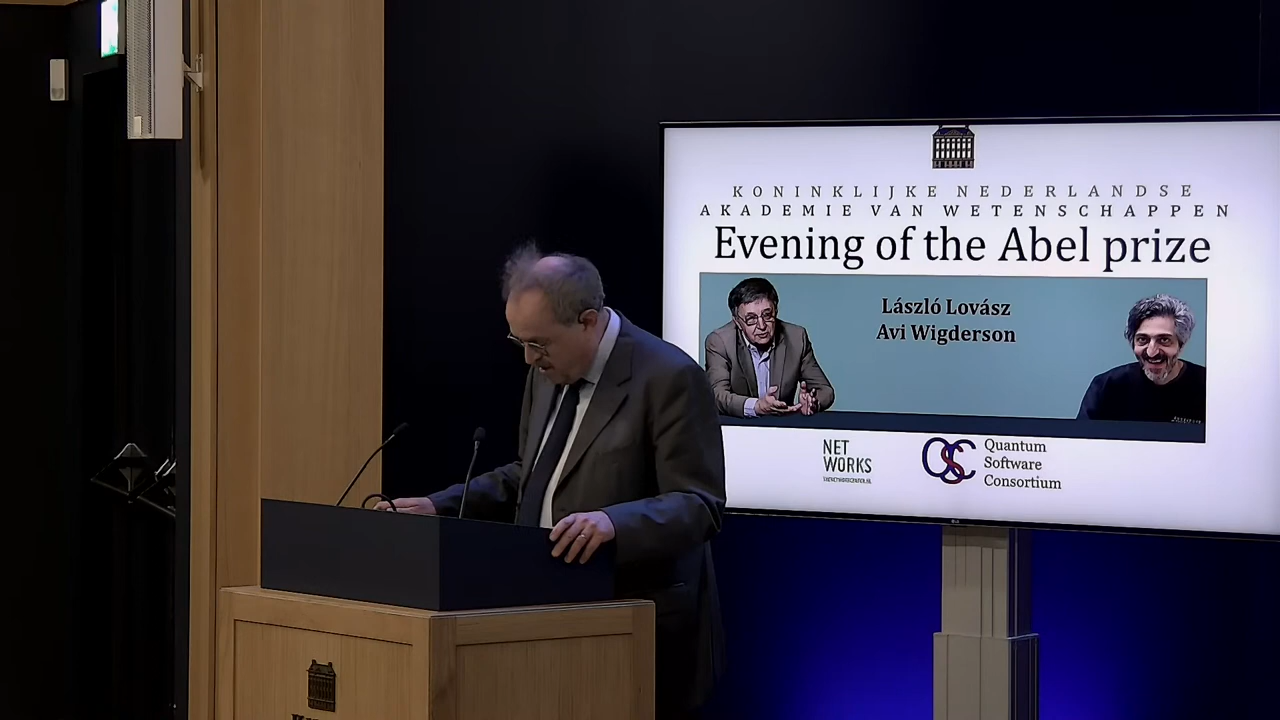 KONINKLIJKE NEDERLANDSE
AKADEMIE VAN WETENSCHAPPEN
Evening of the Abel prize
László Lovász
Avi Wigderson
NET
WORKS
Quantum
Software
Consortium